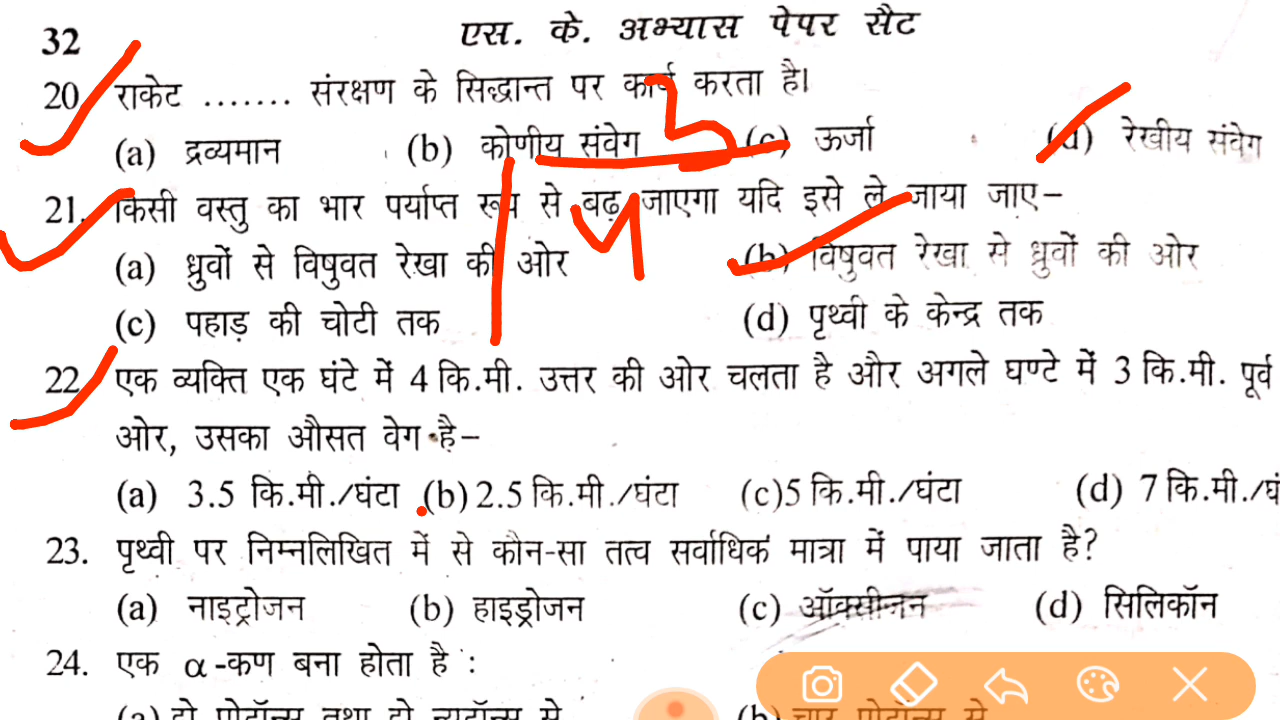 32 एस. के. अभ्यास पेपर सैट
20. राकेट ....... संरक्षण के सिद्धान्त पर कार्य करता है।
(a) द्रव्यमान (b) कोणीय संवेग (c) ऊर्जा (d) रेखीय संवेग
21. किसी वस्तु का भार पर्याप्त रूप से बढ़ जाएगा यदि इसे ले जाया जाए–
(a) ध्रुवों से विषुवत रेखा की ओर (b) विषुवत रेखा से ध्रुवों की ओर
(c) पहाड़ की चोटी तक (d) पृथ्वी के केन्द्र तक
22. एक व्यक्ति एक घंटे में 4 कि.मी. उत्तर की ओर चलता है और अगले घण्टे में 3 कि.मी. पूर्व
ओर, उसका औसत वेग है–
(a) 3.5 कि.मी./घंटा (b) 2.5 कि.मी./घंटा (c) 5 कि.मी./घंटा (d) 7 कि.मी./घं
23. पृथ्वी पर निम्नलिखित में से कौन-सा तत्व सर्वाधिक मात्रा में पाया जाता है?
(a) नाइट्रोजन (b) हाइड्रोजन (c) ऑक्सीजन (d) सिलिकॉन
24. एक α-कण बना होता है :
(a) दो प्रोटॉन्स तथा दो न्यूटॉन्स से (b) चार प्रोटॉन्स से